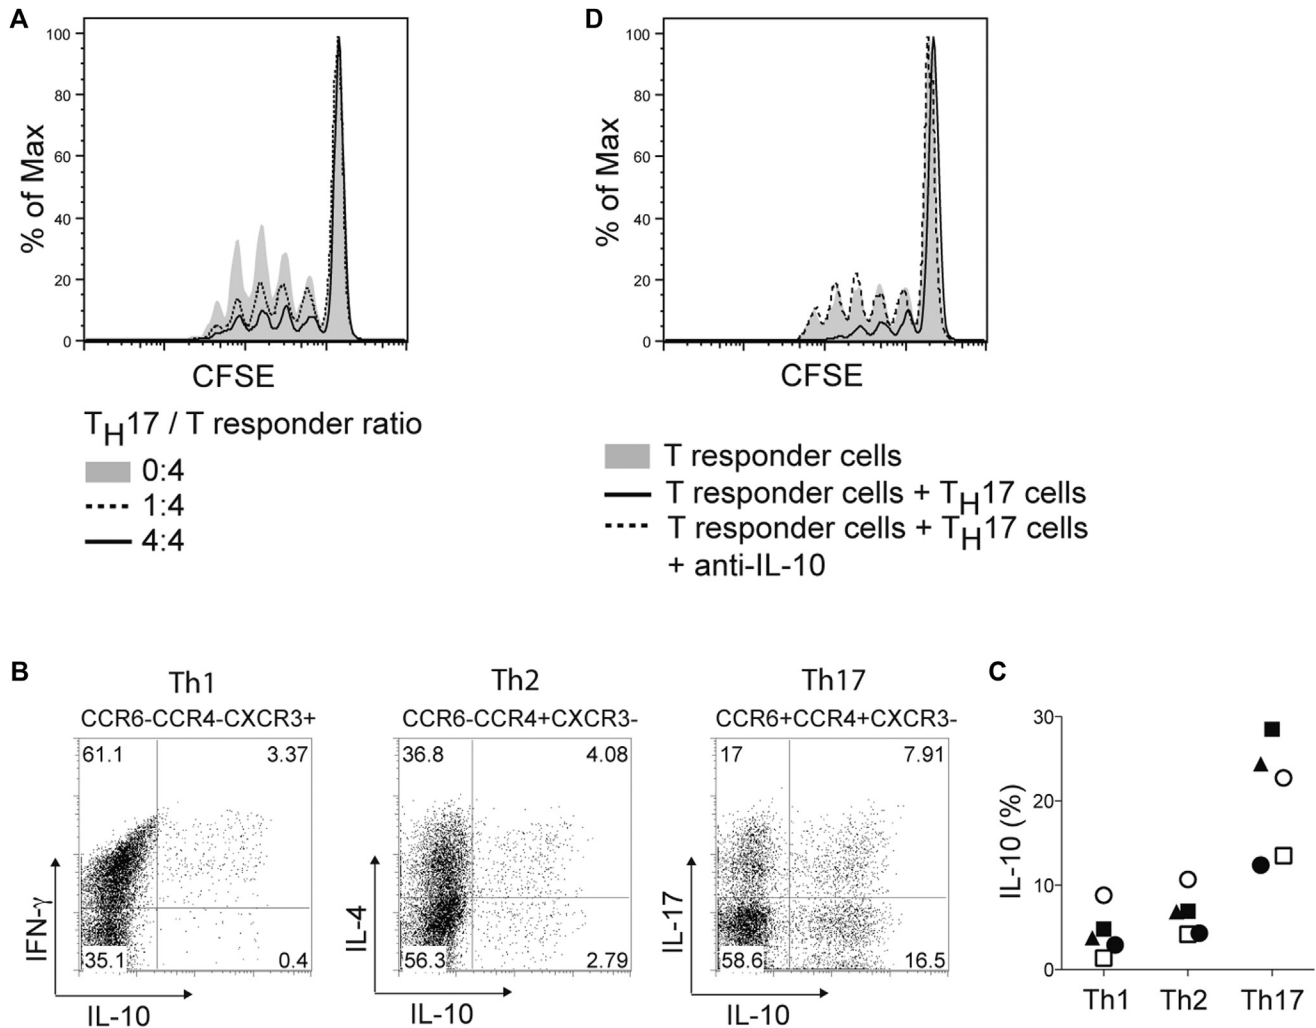 A
100
80
60
40
20
0
% of Max
CFSE
T_H17 / T responder ratio
0:4
1:4
4:4
D
100
80
60
40
20
0
% of Max
CFSE
T responder cells
T responder cells + T_H17 cells
T responder cells + T_H17 cells
+ anti-IL-10
B
Th1
CCR6-CCR4-CXCR3+
61.1 3.37
35.1 0.4
IFN-γ
IL-10
Th2
CCR6-CCR4+CXCR3-
36.8 4.08
56.3 2.79
IL-4
IL-10
Th17
CCR6+CCR4+CXCR3-
17 7.91
58.6 16.5
IL-17
IL-10
C
30
20
10
0
IL-10 (%)
Th1 Th2 Th17